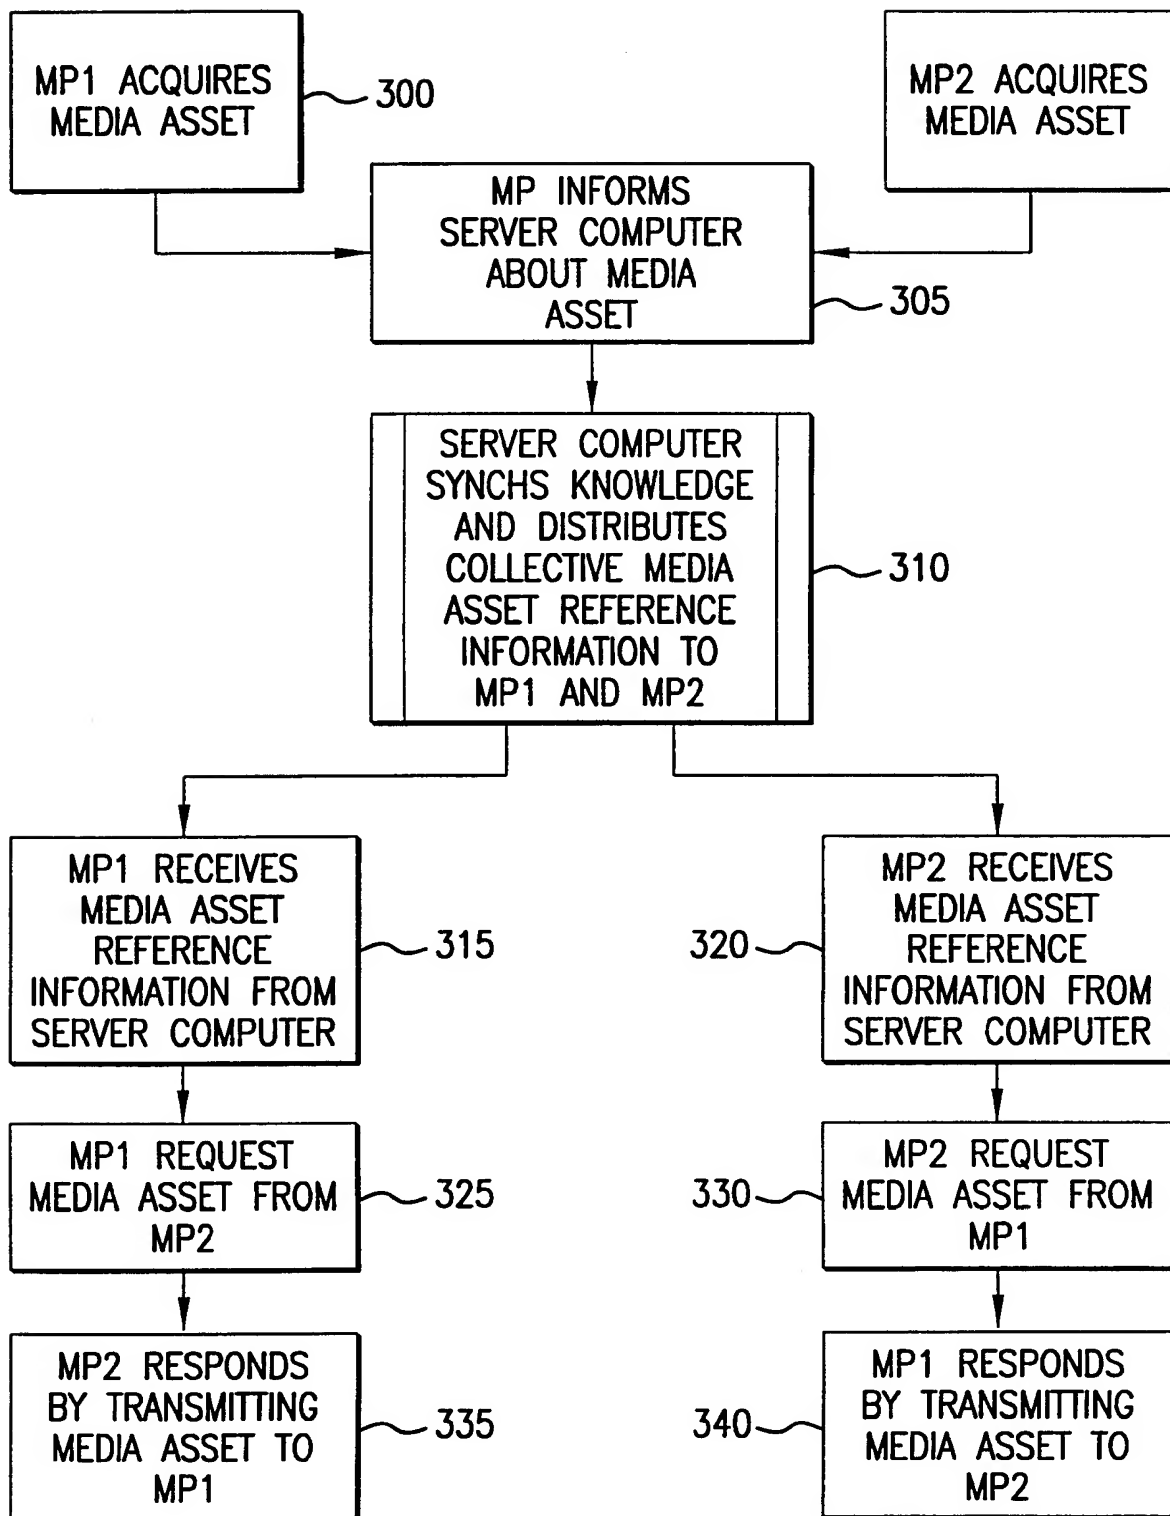 MP1 ACQUIRES
MEDIA ASSET
300
MP2 ACQUIRES
MEDIA ASSET
MP INFORMS
SERVER COMPUTER
ABOUT MEDIA
ASSET
305
SERVER COMPUTER
SYNCHS KNOWLEDGE
AND DISTRIBUTES
COLLECTIVE MEDIA
ASSET REFERENCE
INFORMATION TO
MP1 AND MP2
310
MP1 RECEIVES
MEDIA ASSET
REFERENCE
INFORMATION FROM
SERVER COMPUTER
315
MP2 RECEIVES
MEDIA ASSET
REFERENCE
INFORMATION FROM
SERVER COMPUTER
320
MP1 REQUEST
MEDIA ASSET FROM
MP2
325
MP2 REQUEST
MEDIA ASSET FROM
MP1
330
MP2 RESPONDS
BY TRANSMITTING
MEDIA ASSET TO
MP1
335
MP1 RESPONDS
BY TRANSMITTING
MEDIA ASSET TO
MP2
340